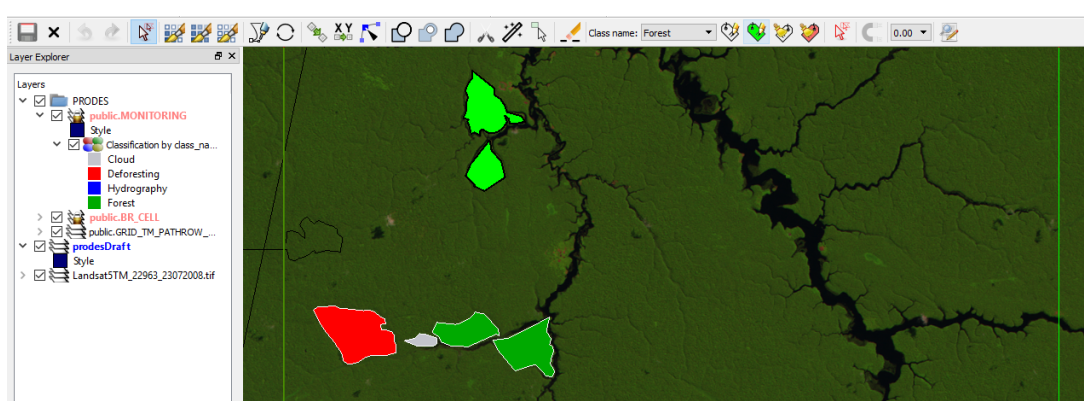 Class name: Forest
0.00
Layer Explorer
Layers
PRODES
public.MONITORING
Style
Classification by class_na...
Cloud
Deforesting
Hydrography
Forest
public.BR_CELL
public.GRID_TM_PATHROW_...
prodesDraft
Style
Landsat5TM_22963_23072008.tif